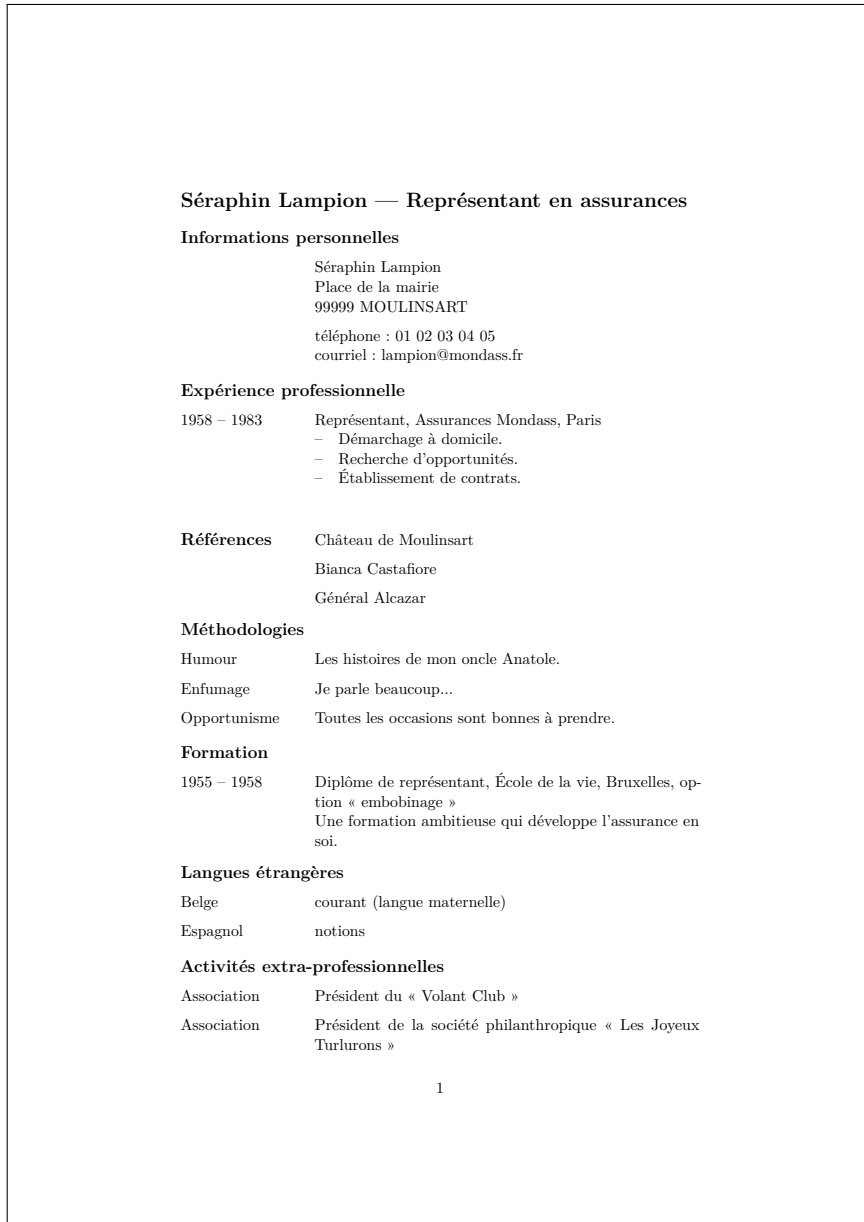 Séraphin Lampion — Représentant en assurances
Informations personnelles
Séraphin Lampion
Place de la mairie
99999 MOULINSART
téléphone : 01 02 03 04 05
courriel : lampion@mondass.fr
Expérience professionnelle
1958 – 1983 Représentant, Assurances Mondass, Paris
– Démarchage à domicile.
– Recherche d'opportunités.
– Établissement de contrats.
Références Château de Moulinsart
Bianca Castafiore
Général Alcazar
Méthodologies
Humour Les histoires de mon oncle Anatole.
Enfumage Je parle beaucoup...
Opportunisme Toutes les occasions sont bonnes à prendre.
Formation
1955 – 1958 Diplôme de représentant, École de la vie, Bruxelles, op-
tion « embobinage »
Une formation ambitieuse qui développe l'assurance en
soi.
Langues étrangères
Belge courant (langue maternelle)
Espagnol notions
Activités extra-professionnelles
Association Président du « Volant Club »
Association Président de la société philanthropique « Les Joyeux
Turlurons »
1